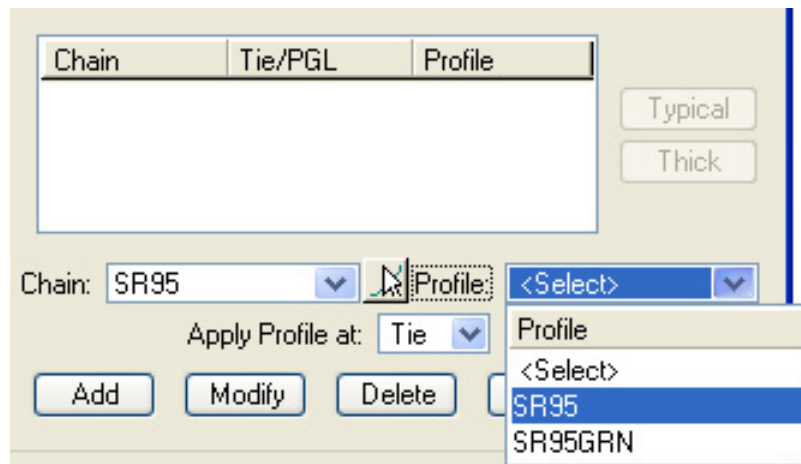 Chain Tie/PGL Profile
Typical
Thick
Chain: SR95 Profile: <Select>
Apply Profile at: Tie
Profile
<Select>
Add Modify Delete SR95
SR95GRN